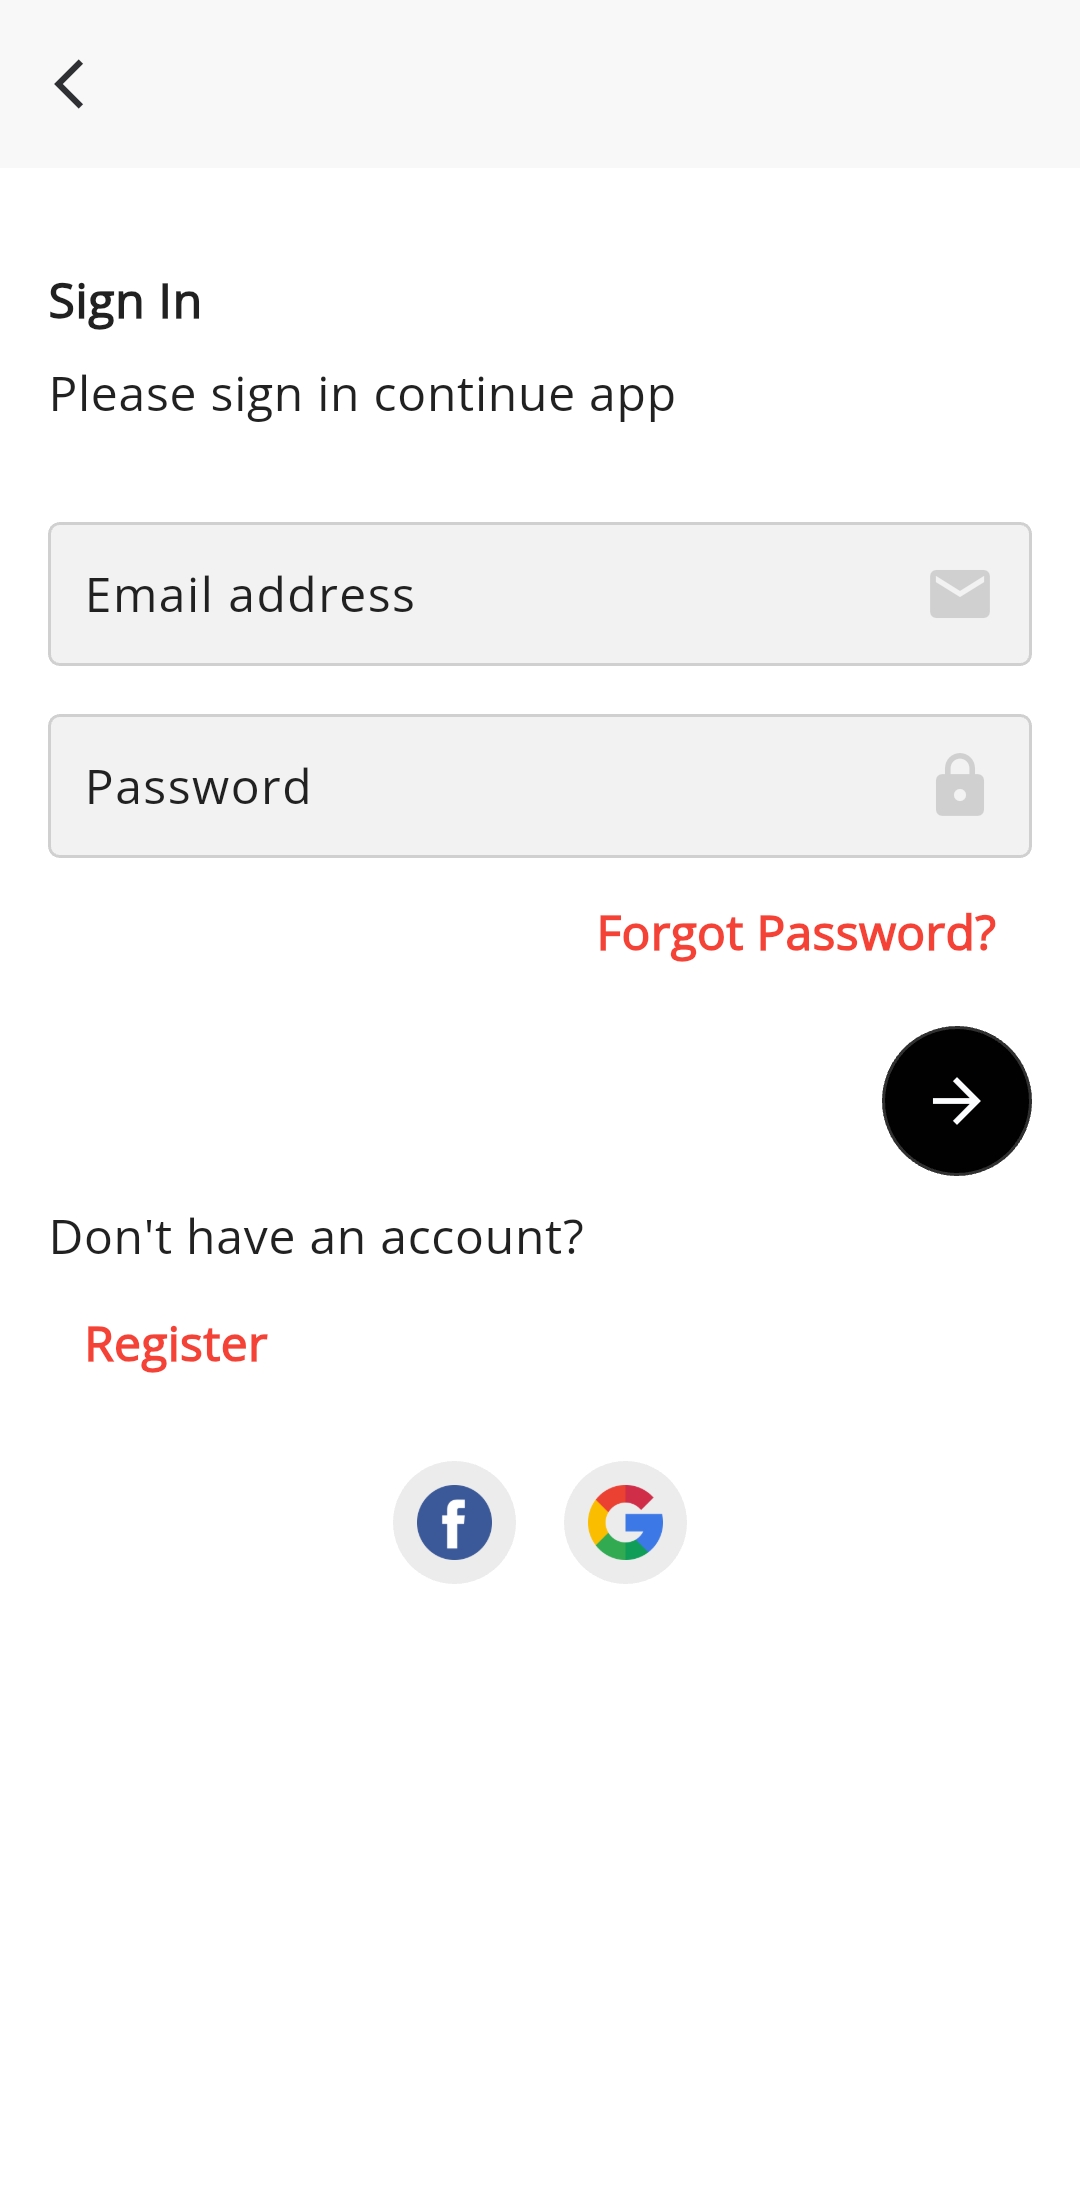 Sign In
Please sign in continue app
Email address
Password
Forgot Password?
Don't have an account?
Register